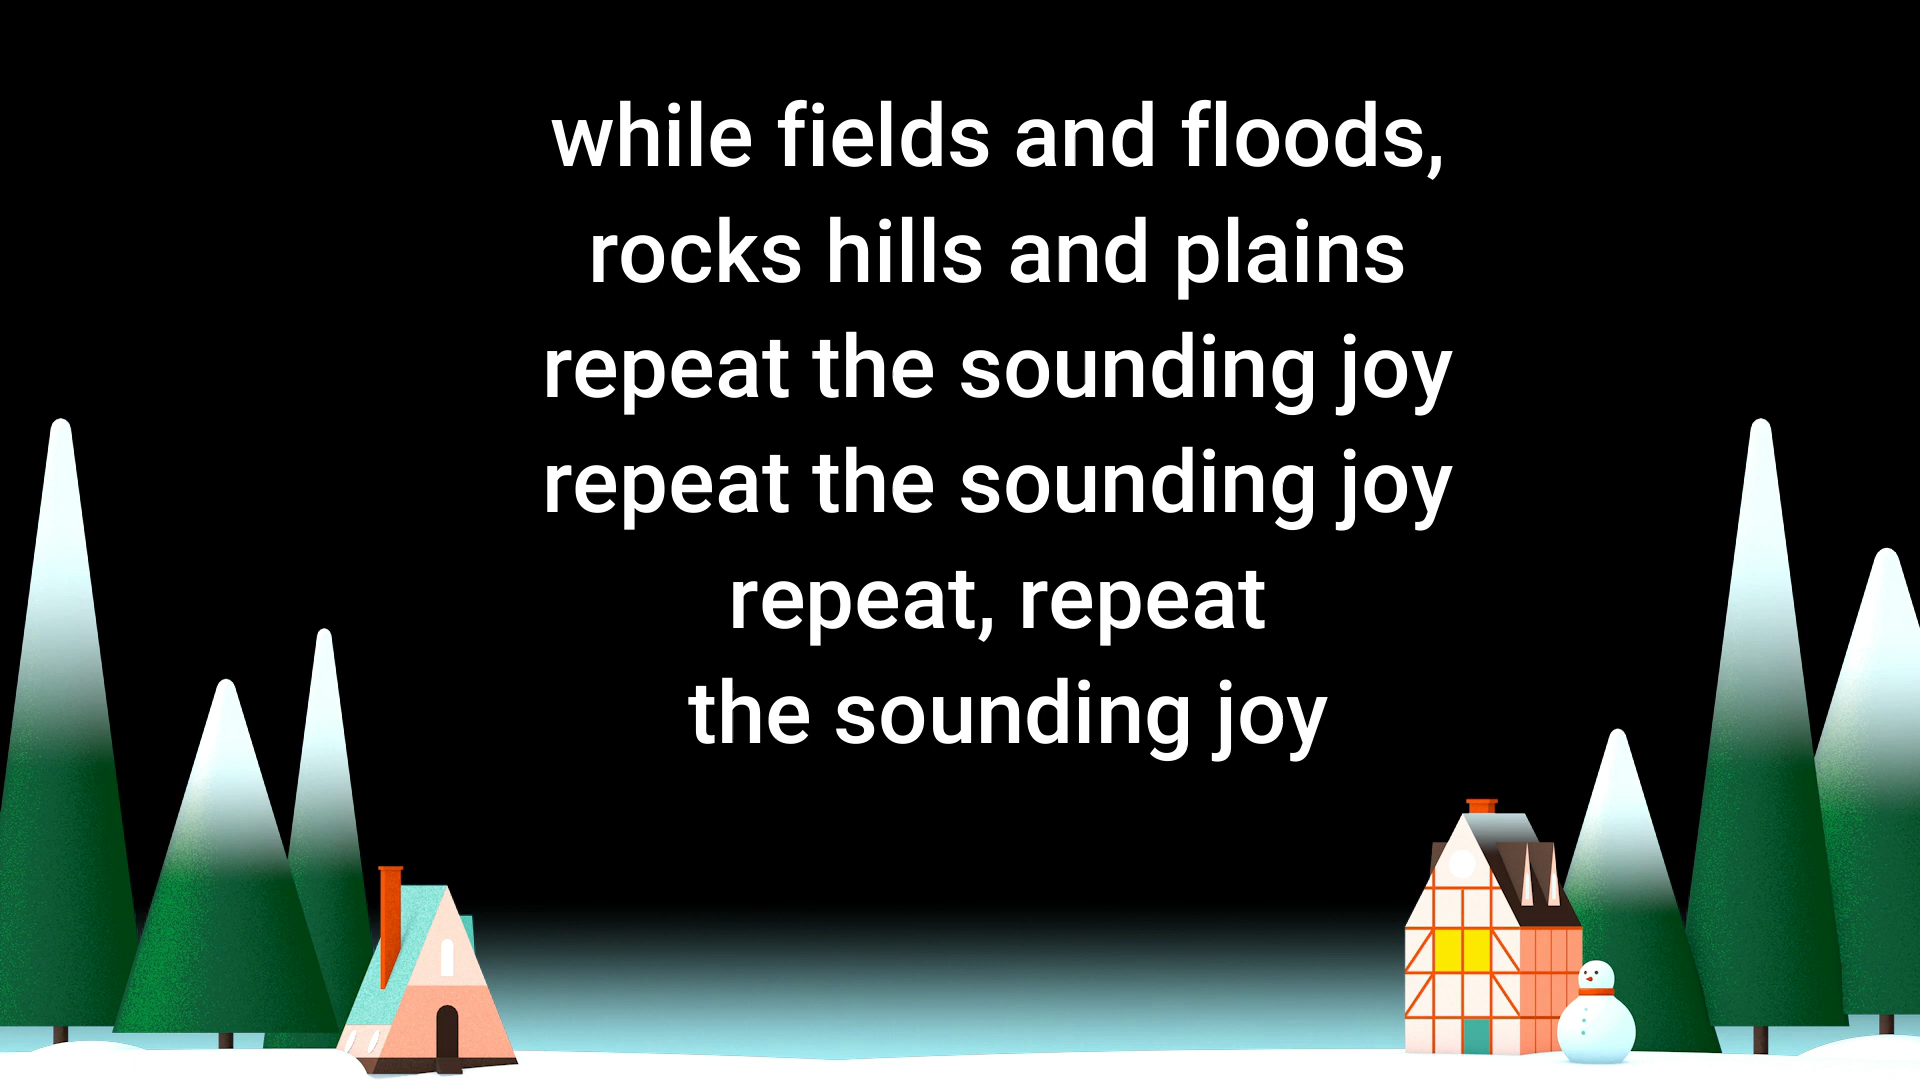 while fields and floods,
rocks hills and plains
repeat the sounding joy
repeat the sounding joy
repeat, repeat
the sounding joy